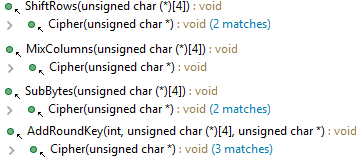 ShiftRows(unsigned char (*)[4]) : void
Cipher(unsigned char *) : void (2 matches)
MixColumns(unsigned char (*)[4]) : void
Cipher(unsigned char *) : void
SubBytes(unsigned char (*)[4]) : void
Cipher(unsigned char *) : void (2 matches)
AddRoundKey(int, unsigned char (*)[4], unsigned char *) : void
Cipher(unsigned char *) : void (3 matches)